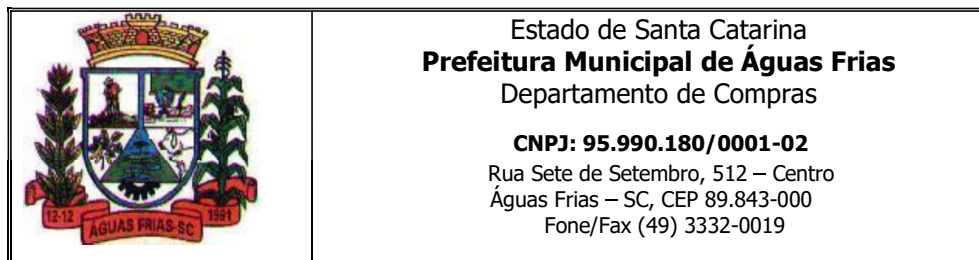 Estado de Santa Catarina
Prefeitura Municipal de Águas Frias
Departamento de Compras
CNPJ: 95.990.180/0001-02
Rua Sete de Setembro, 512 – Centro
Águas Frias – SC, CEP 89.843-000
Fone/Fax (49) 3332-0019
12-12
ÁGUAS FRIAS-SC
1991